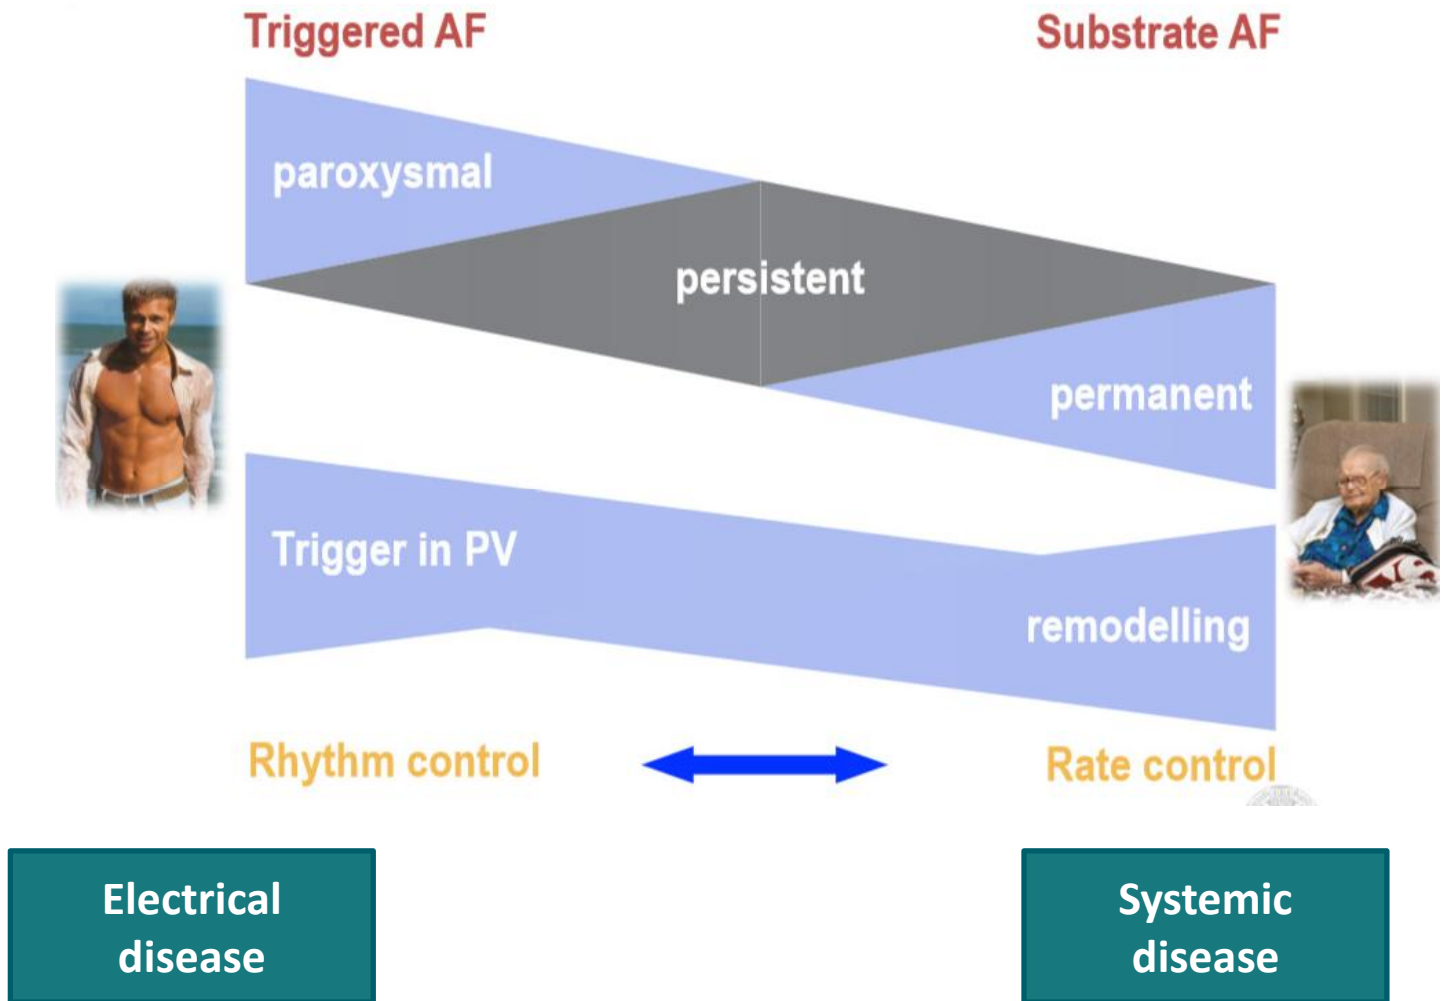 Triggered AF
Substrate AF
paroxysmal
persistent
permanent
Trigger in PV
remodelling
Rhythm control
Rate control
Electrical
disease
Systemic
disease